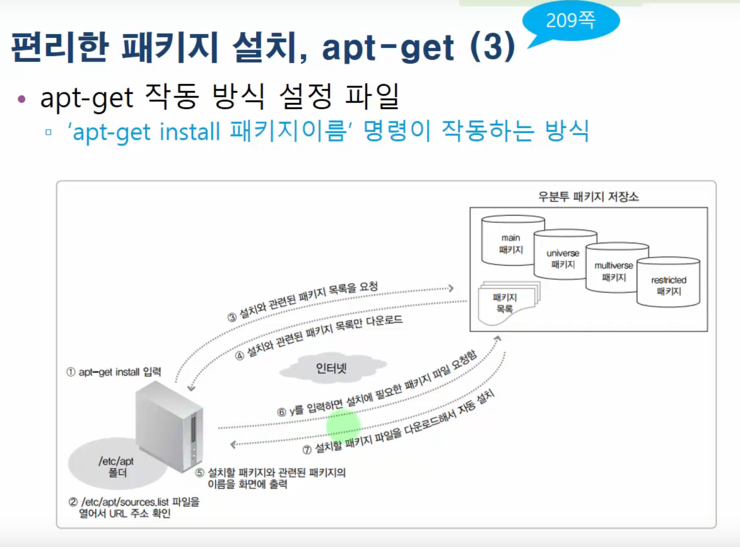 편리한 패키지 설치, apt-get (3)
209쪽
• apt-get 작동 방식 설정 파일
▫ ‘apt-get install 패키지이름’ 명령이 작동하는 방식
우분투 패키지 저장소
main
패키지
universe
패키지
multiverse
패키지
restricted
패키지
패키지
목록
③ 설치와 관련된 패키지 목록을 요청
④ 설치와 관련된 패키지 목록만 다운로드
인터넷
① apt-get install 입력
⑥ y를 입력하면 설치에 필요한 패키지 파일 요청함
⑦ 설치할 패키지 파일을 다운로드해서 자동 설치
/etc/apt
폴더
⑤ 설치할 패키지와 관련된 패키지의
이름을 화면에 출력
② /etc/apt/sources.list 파일을
열어서 URL 주소 확인